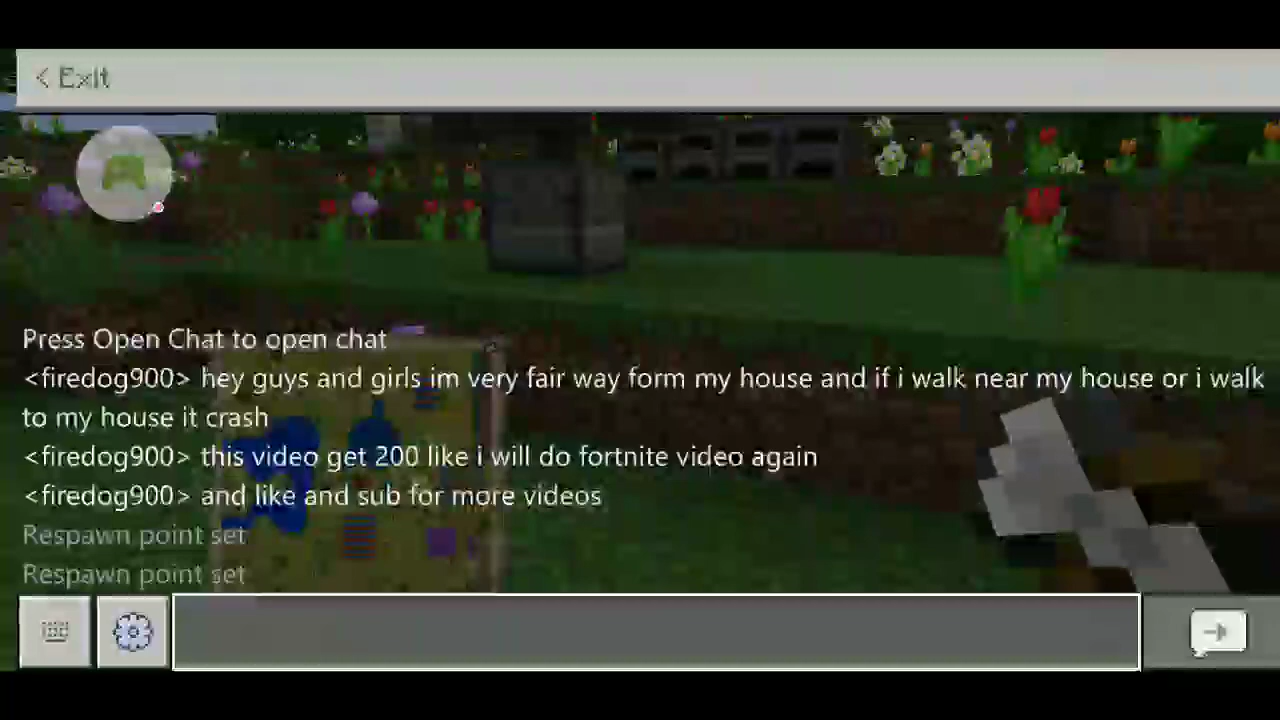 < Exit
Press Open Chat to open chat
<firedog900> hey guys and girls im very fair way form my house and if i walk near my house or i walk
to my house it crash
<firedog900> this video get 200 like i will do fortnite video again
<firedog900> and like and sub for more videos
Respawn point set
Respawn point set